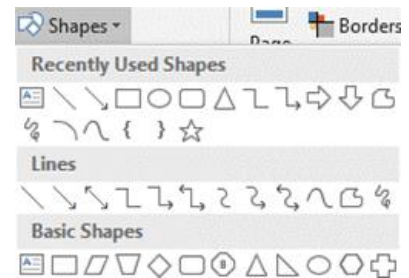 Shapes
Borders
Page
Recently Used Shapes
Lines
Basic Shapes